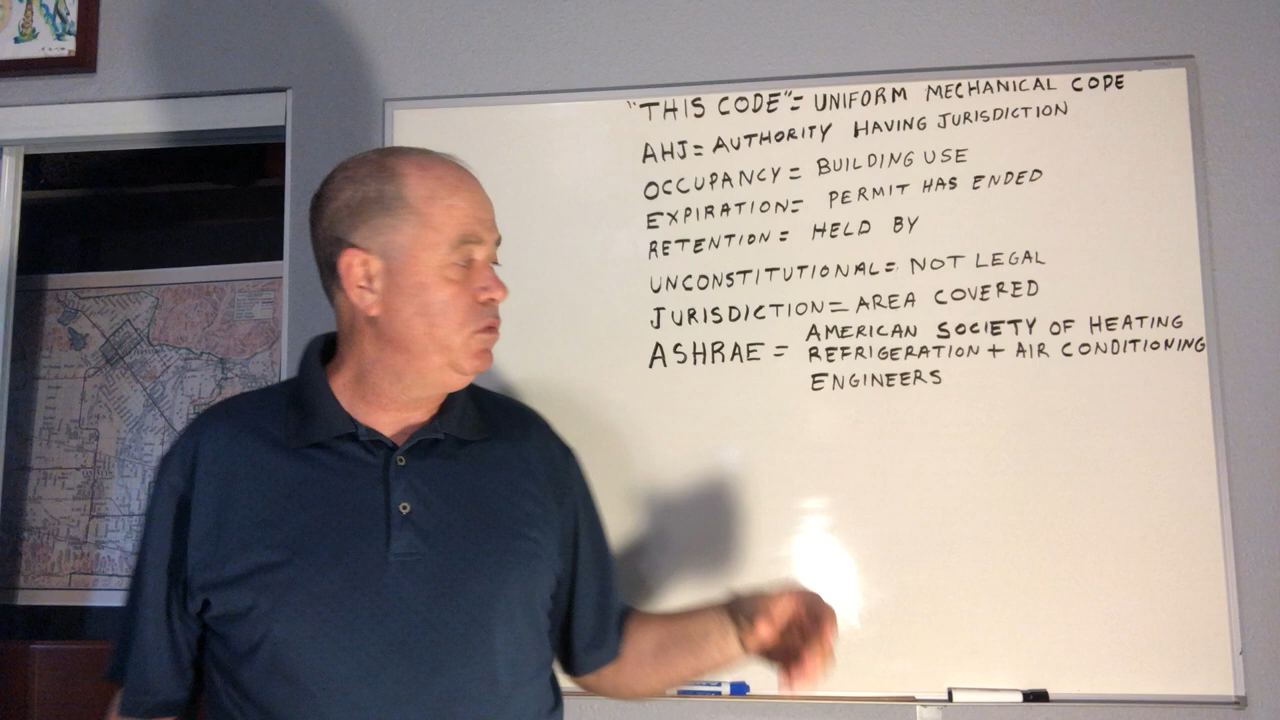 "THIS CODE"= UNIFORM MECHANICAL CODE
AHJ= AUTHORITY HAVING JURISDICTION
OCCUPANCY= BUILDING USE
EXPIRATION= PERMIT HAS ENDED
RETENTION= HELD BY
UNCONSTITUTIONAL= NOT LEGAL
JURISDICTION= AREA COVERED
ASHRAE= AMERICAN SOCIETY OF HEATING
REFRIGERATION + AIR CONDITIONING
ENGINEERS